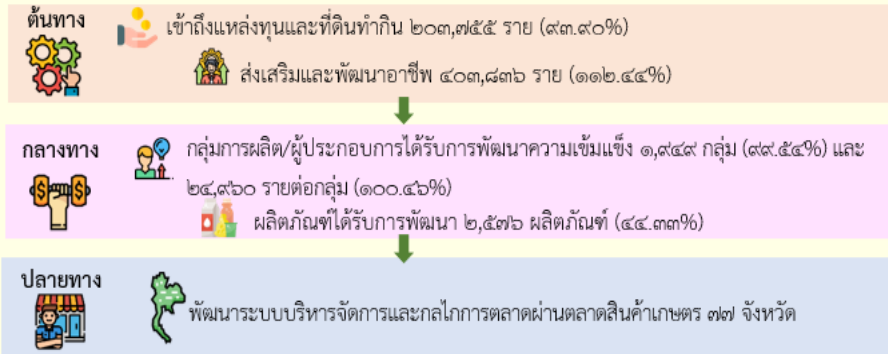 ต้นทาง
เข้าถึงแหล่งทุนและที่ดินทำกิน ๒๐๓,๗๕๕ ราย (๙๓.๙๐%)
ส่งเสริมและพัฒนาอาชีพ ๔๐๓,๘๓๖ ราย (๑๑๒.๔๔%)
กลางทาง
กลุ่มการผลิต/ผู้ประกอบการได้รับการพัฒนาความเข้มแข็ง ๑,๙๔๙ กลุ่ม (๙๙.๕๔%) และ
๒๔,๙๖๐ รายต่อกลุ่ม (๑๐๐.๔๖%)
ผลิตภัณฑ์ได้รับการพัฒนา ๒,๕๗๖ ผลิตภัณฑ์ (๔๔.๓๓%)
ปลายทาง
พัฒนาระบบบริหารจัดการและกลไกการตลาดผ่านตลาดสินค้าเกษตร ๗๗ จังหวัด